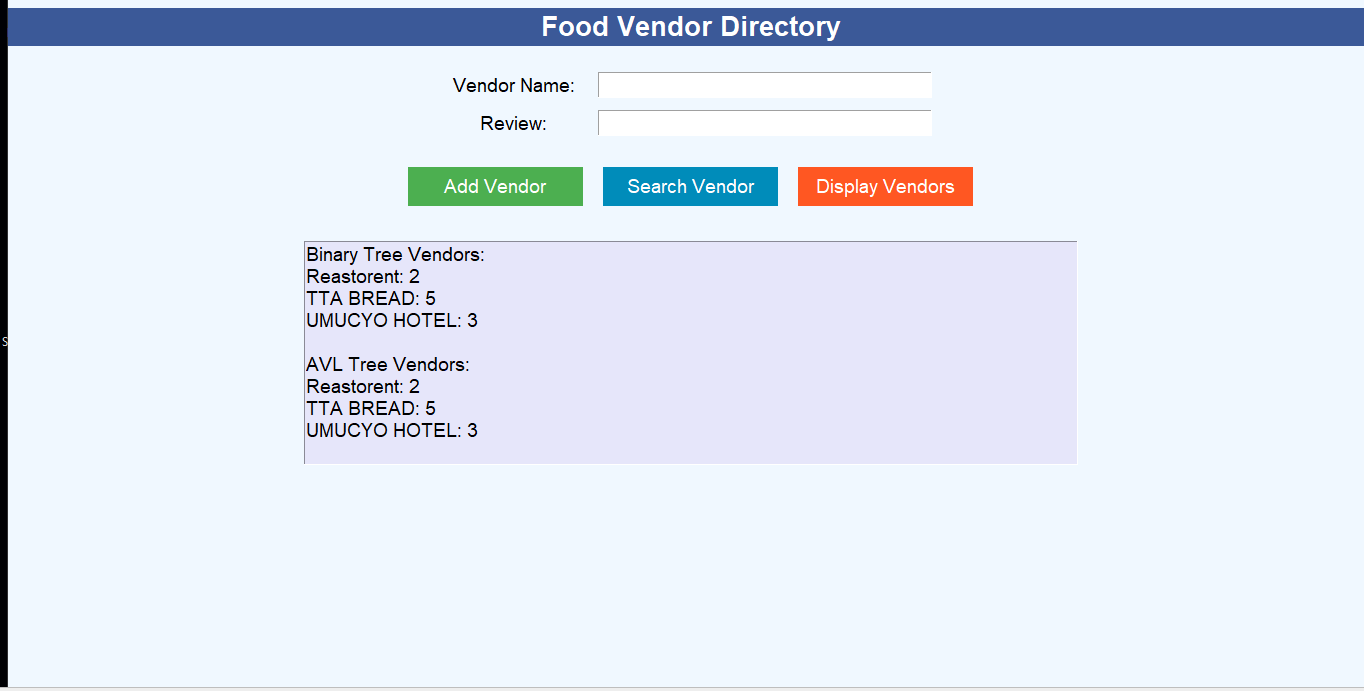 Food Vendor Directory
Vendor Name:
Review:
Add Vendor Search Vendor Display Vendors
Binary Tree Vendors:
Reastorent: 2
TTA BREAD: 5
UMUCYO HOTEL: 3
S
AVL Tree Vendors:
Reastorent: 2
TTA BREAD: 5
UMUCYO HOTEL: 3